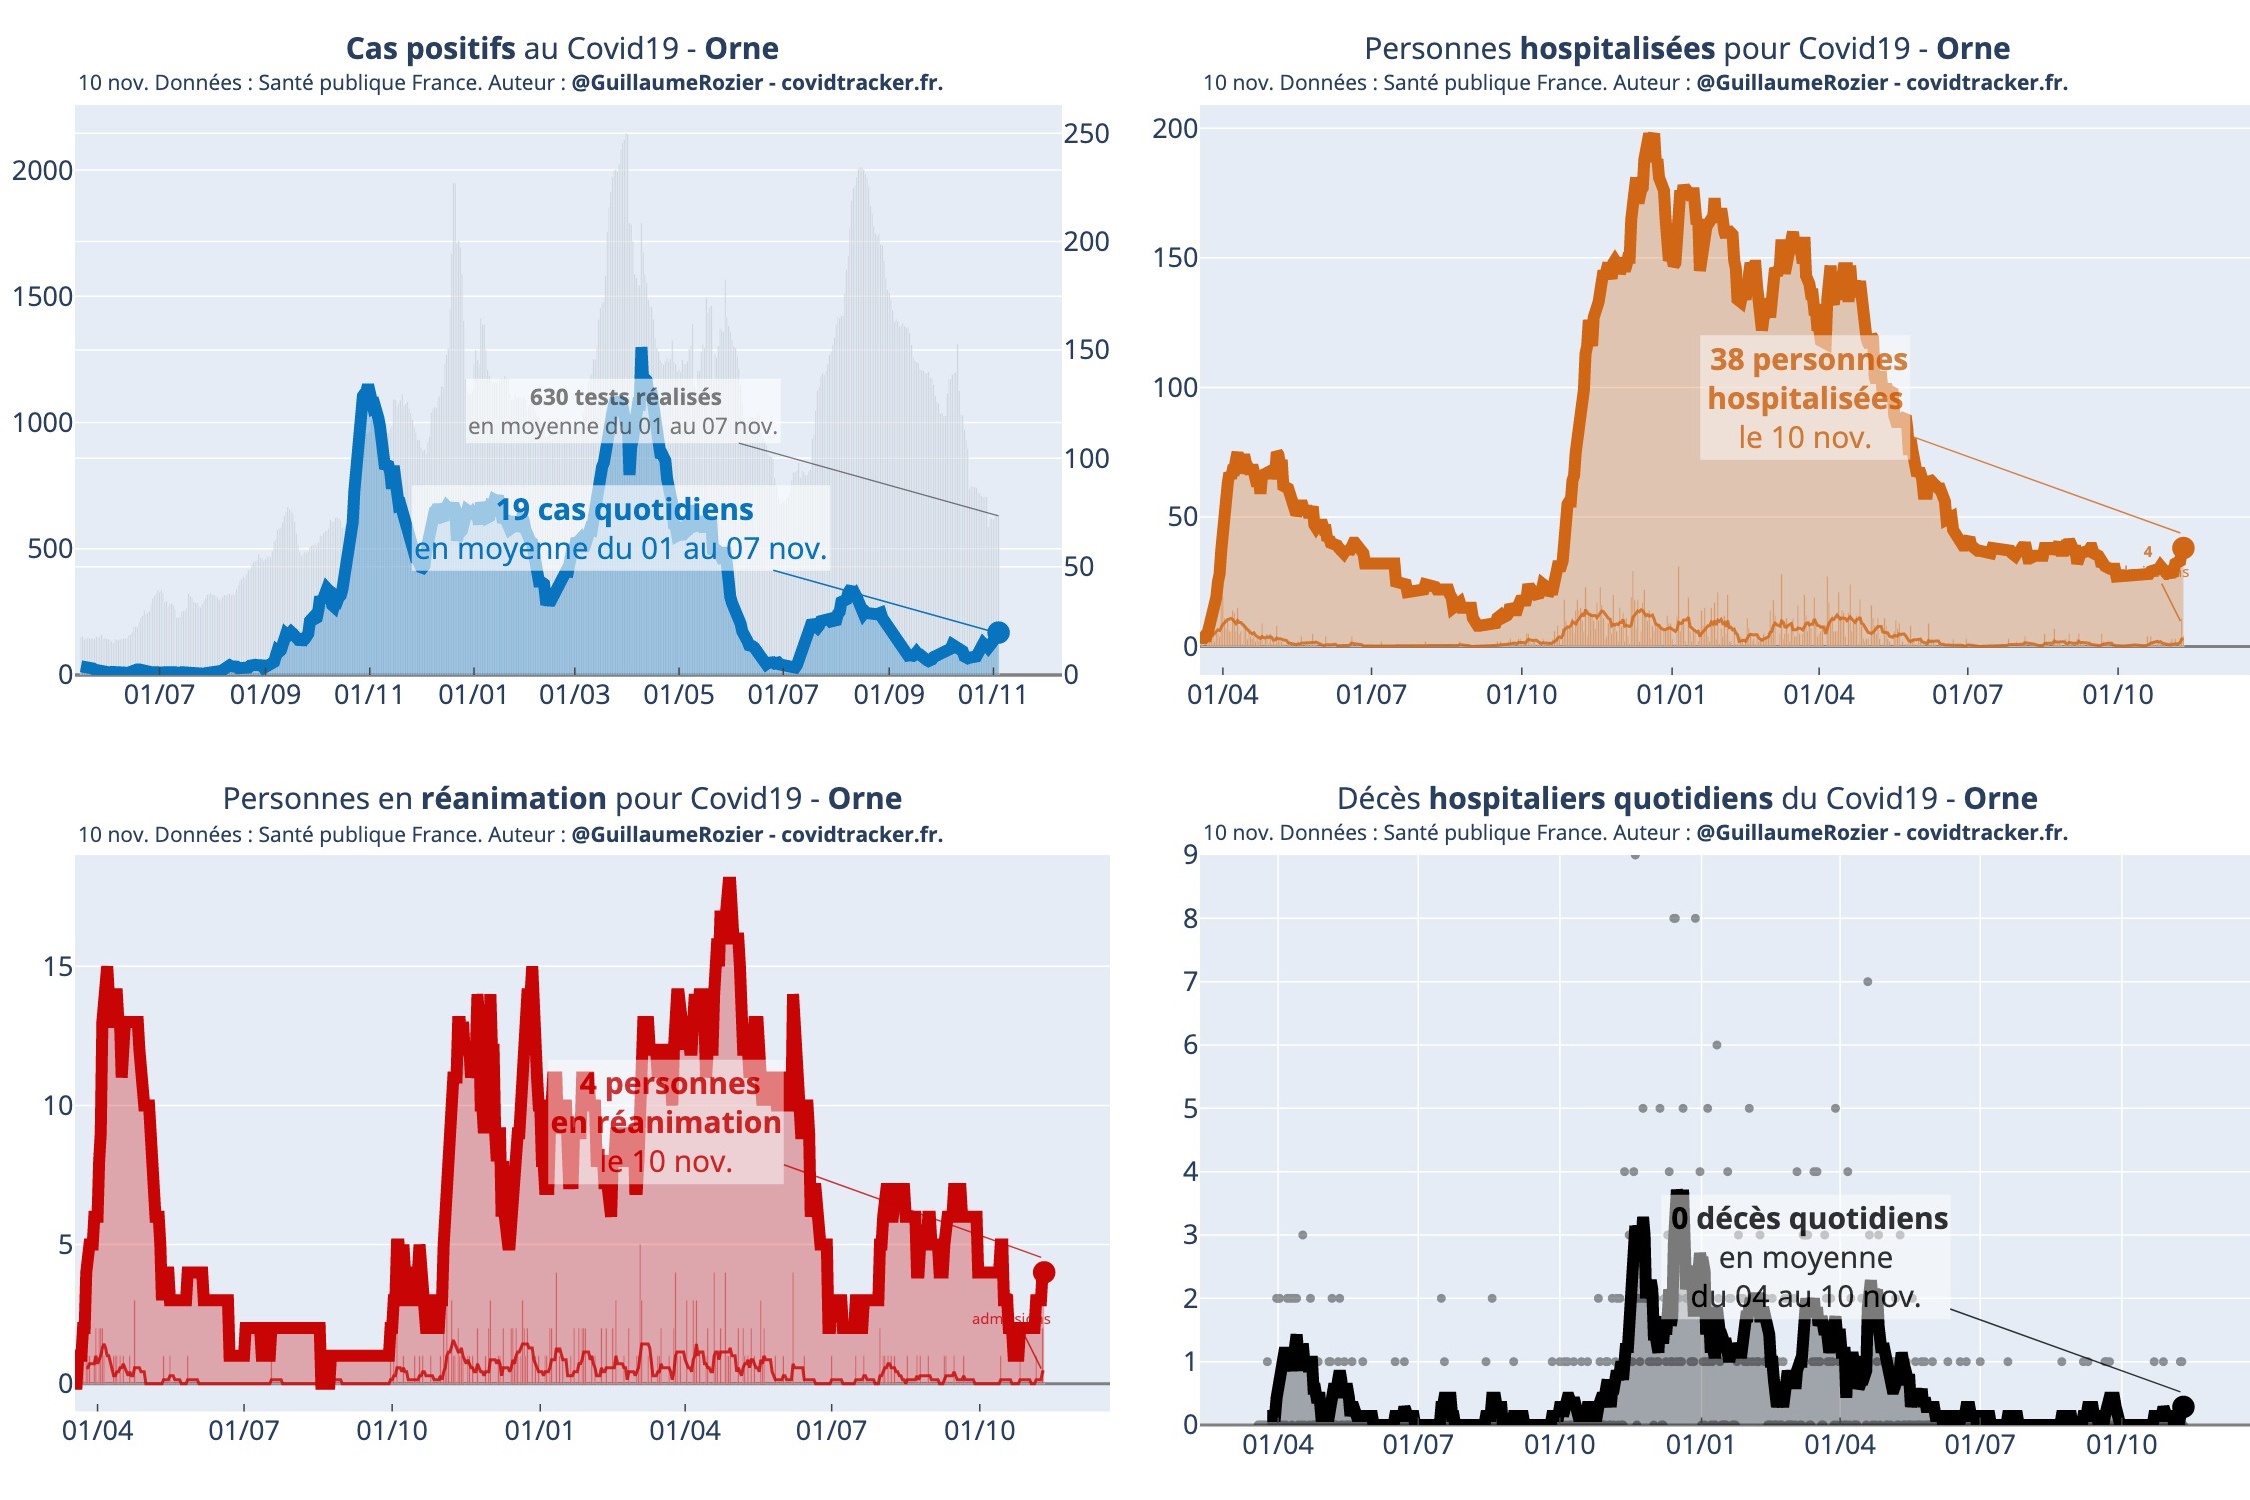 Cas positifs au Covid19 - Orne
10 nov. Données : Santé publique France. Auteur : @GuillaumeRozier - covidtracker.fr.
2000
1500
1000
500
0
250
200
150
100
50
0
630 tests réalisés
en moyenne du 01 au 07 nov.
19 cas quotidiens
en moyenne du 01 au 07 nov.
01/07 01/09 01/11 01/01 01/03 01/05 01/07 01/09 01/11
Personnes hospitalisées pour Covid19 - Orne
10 nov. Données : Santé publique France. Auteur : @GuillaumeRozier - covidtracker.fr.
200
150
100
50
0
38 personnes
hospitalisées
le 10 nov.
4
01/04 01/07 01/10 01/01 01/04 01/07 01/10
Personnes en réanimation pour Covid19 - Orne
10 nov. Données : Santé publique France. Auteur : @GuillaumeRozier - covidtracker.fr.
15
10
5
0
4 personnes
en réanimation
le 10 nov.
admissions
01/04 01/07 01/10 01/01 01/04 01/07 01/10
Décès hospitaliers quotidiens du Covid19 - Orne
10 nov. Données : Santé publique France. Auteur : @GuillaumeRozier - covidtracker.fr.
9
8
7
6
5
4
3
2
1
0
0 décès quotidiens
en moyenne
du 04 au 10 nov.
01/04 01/07 01/10 01/01 01/04 01/07 01/10